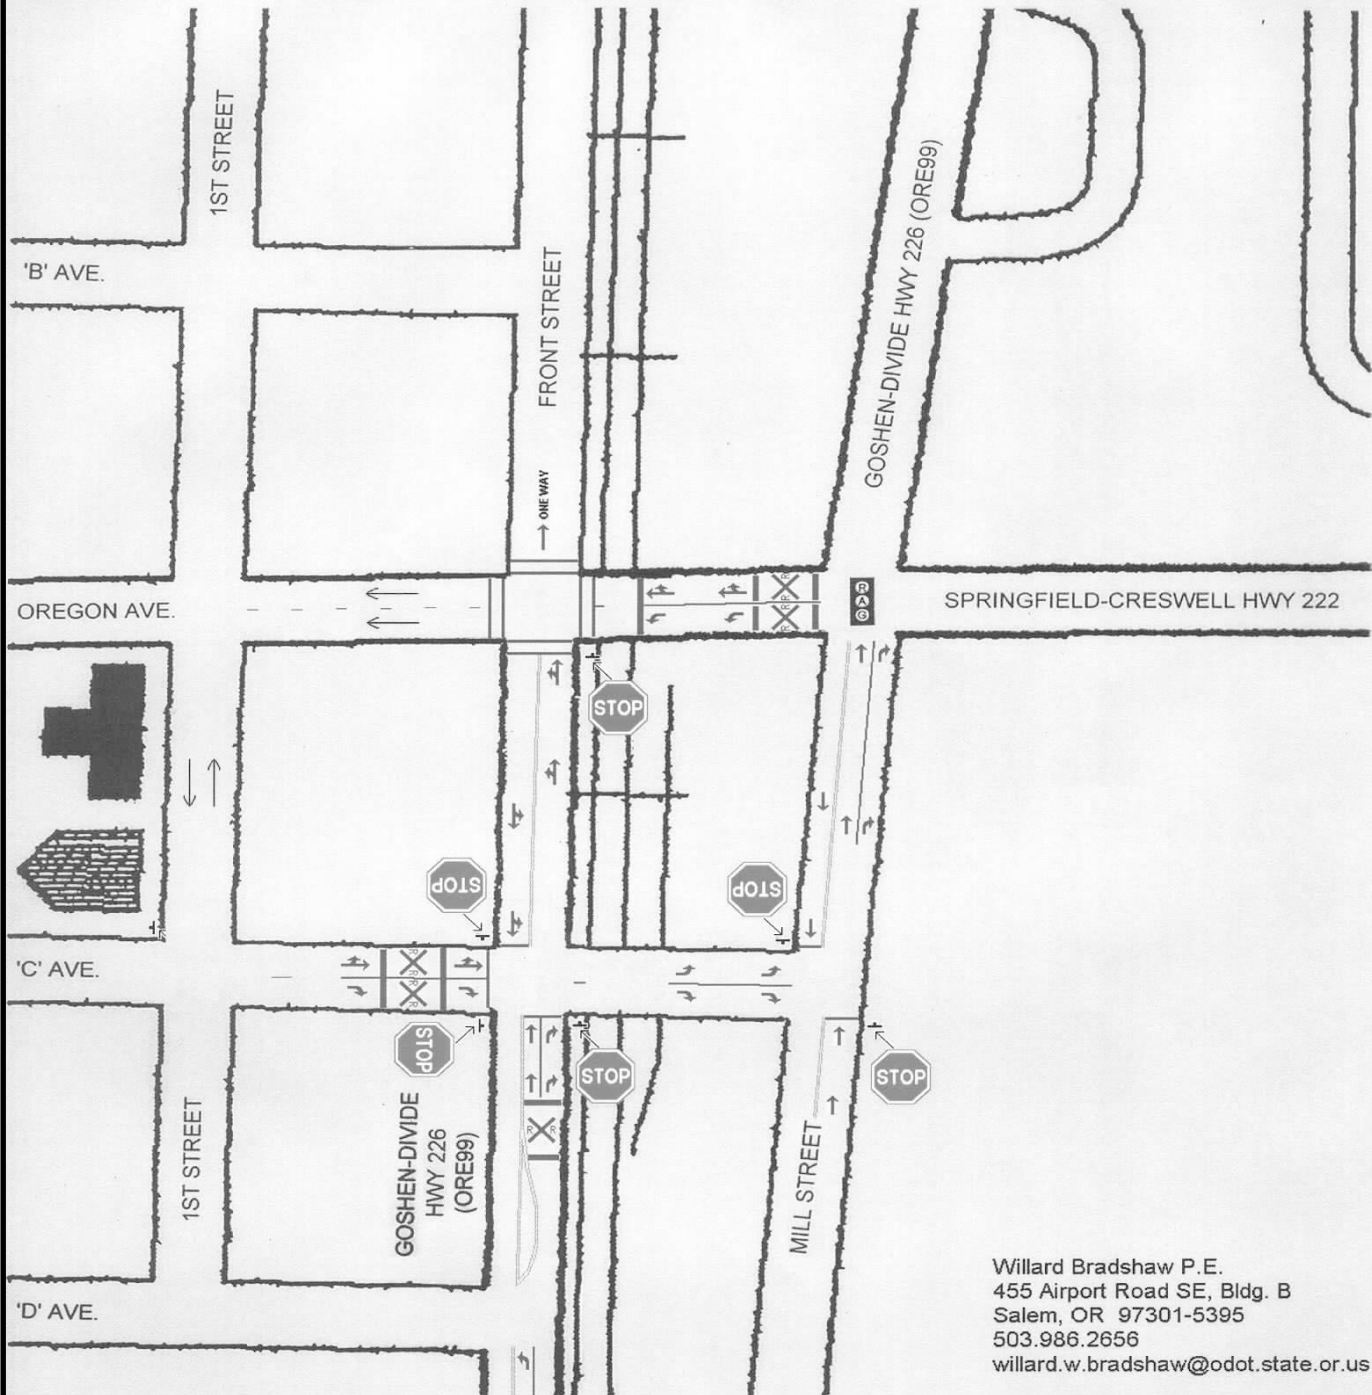 1ST STREET
'B' AVE.
FRONT STREET
GOSHEN-DIVIDE HWY 226 (ORE99)
ONE WAY
OREGON AVE.
R R
R R
R
A
G
SPRINGFIELD-CRESWELL HWY 222
STOP
STOP
STOP
'C' AVE.
R R
R R
STOP
STOP
STOP
GOSHEN-DIVIDE
HWY 226
(ORE99)
R R
1ST STREET
MILL STREET
'D' AVE.
Willard Bradshaw P.E.
455 Airport Road SE, Bldg. B
Salem, OR 97301-5395
503.986.2656
willard.w.bradshaw@odot.state.or.us